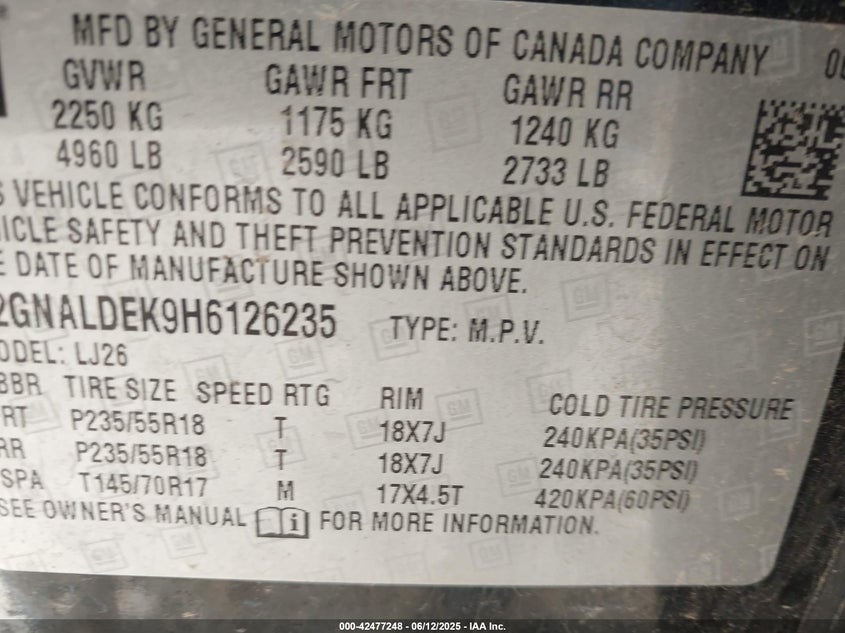 MFD BY GENERAL MOTORS OF CANADA COMPANY
GVWR GAWR FRT GAWR RR
2250 KG 1175 KG 1240 KG
4960 LB 2590 LB 2733 LB
S VEHICLE CONFORMS TO ALL APPLICABLE U.S. FEDERAL MOTOR
ICLE SAFETY AND THEFT PREVENTION STANDARDS IN EFFECT ON
E DATE OF MANUFACTURE SHOWN ABOVE.
2GNALDEK9H6126235 TYPE: M.P.V.
ODEL: LJ26
BBR TIRE SIZE SPEED RTG RIM COLD TIRE PRESSURE
RT P235/55R18 T 18X7J 240KPA(35PSI)
RR P235/55R18 T 18X7J 240KPA(35PSI)
SPA T145/70R17 M 17X4.5T 420KPA(60PSI)
SEE OWNER'S MANUAL FOR MORE INFORMATION.
000-42477248 - 06/12/2025 - IAA Inc.